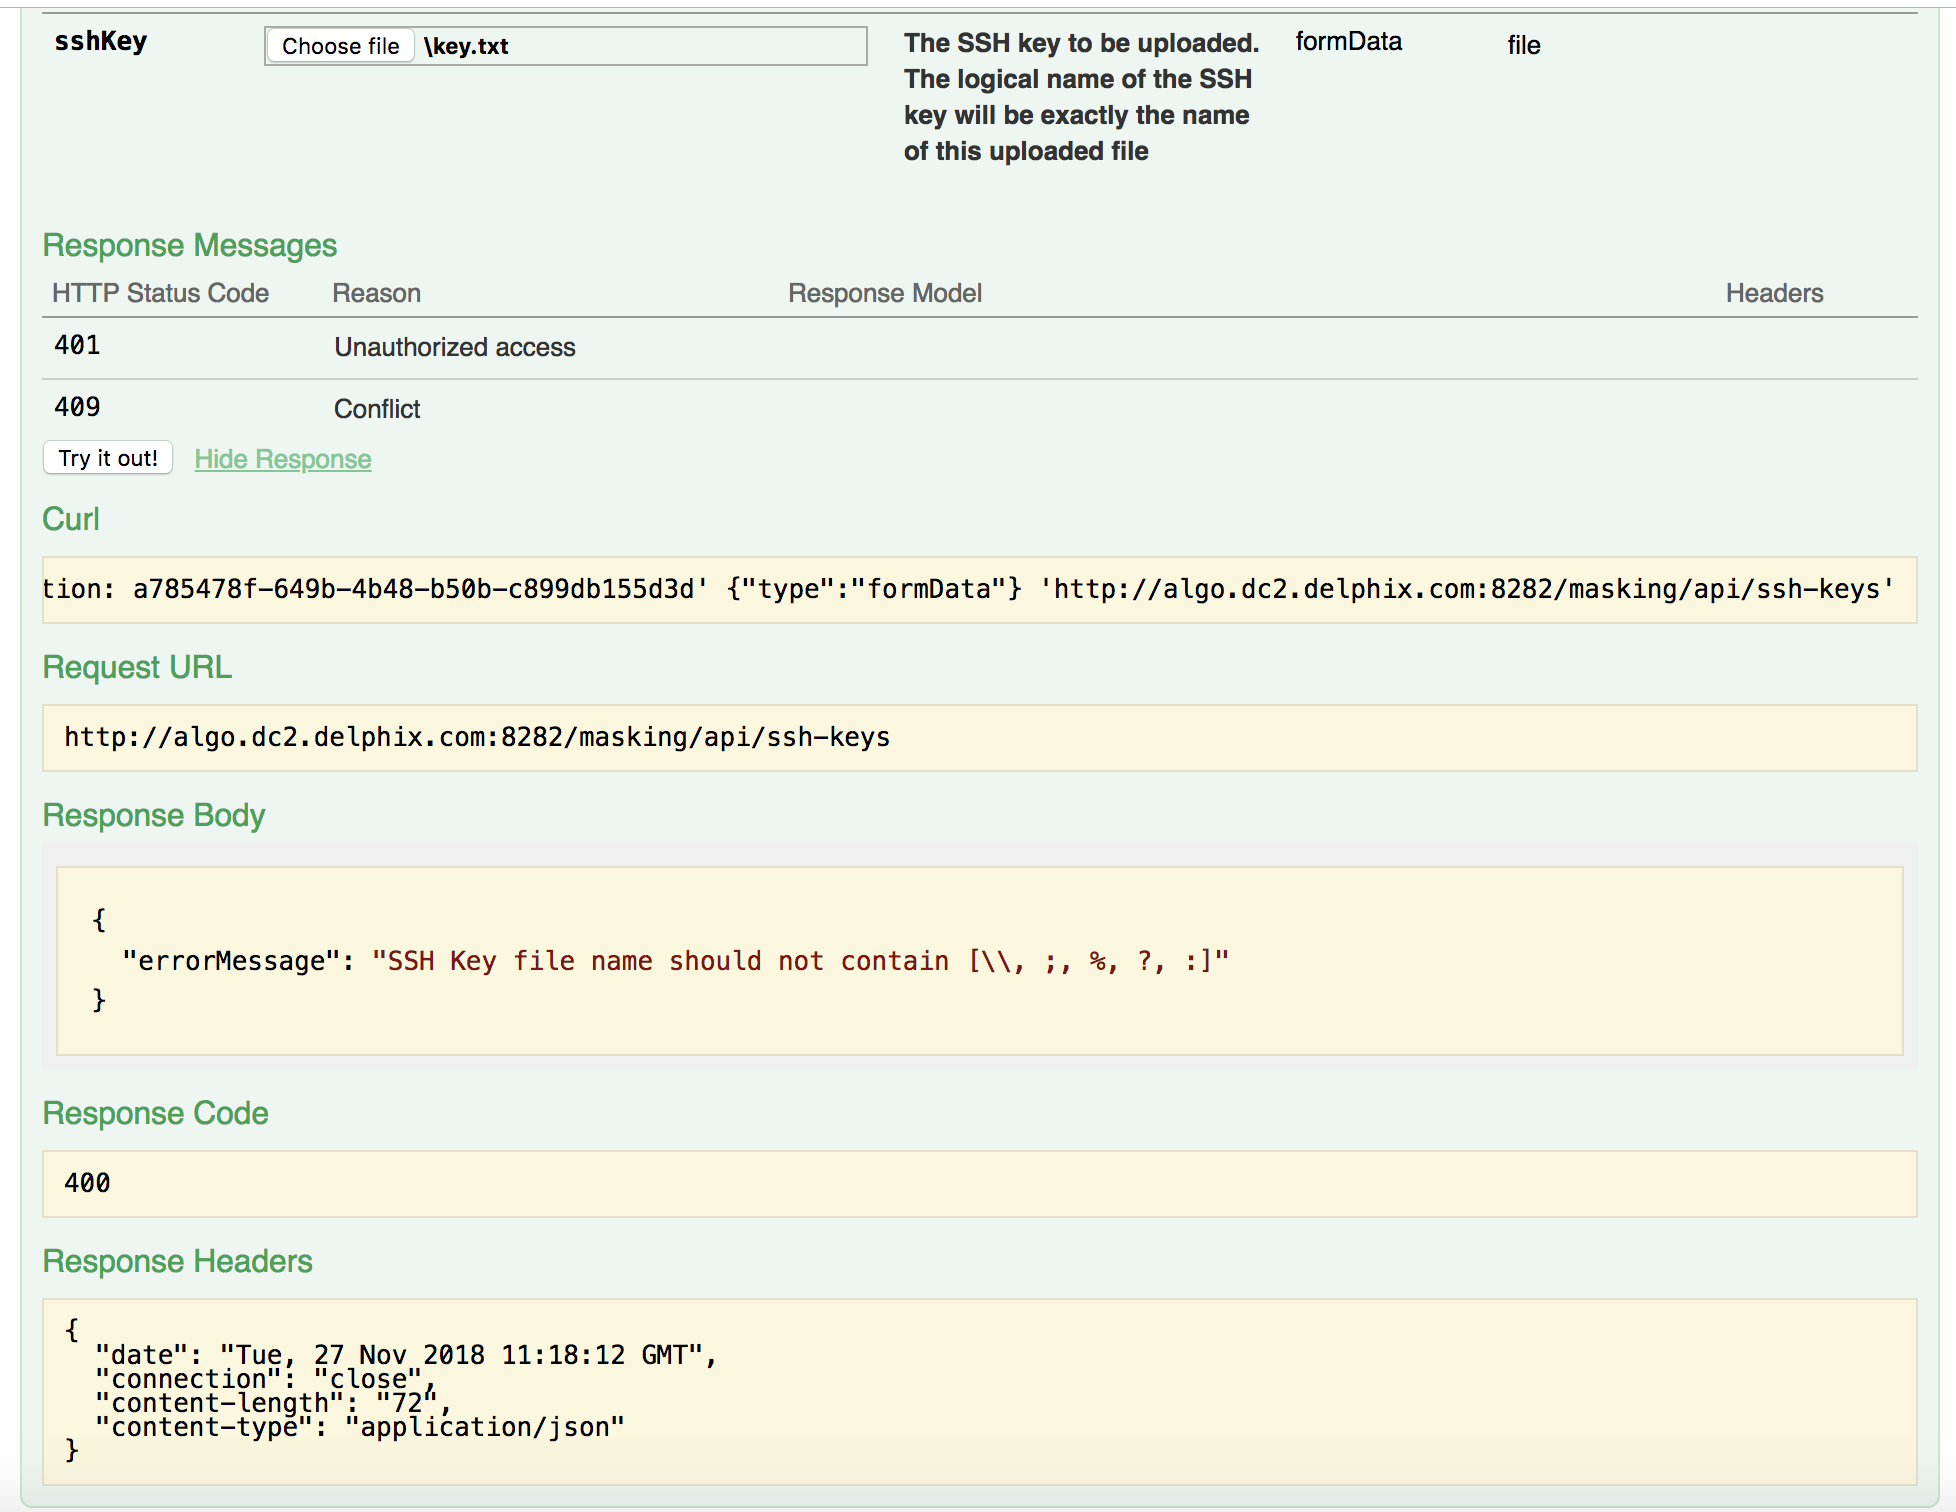 sshKey Choose file \key.txt The SSH key to be uploaded. formData file
The logical name of the SSH
key will be exactly the name
of this uploaded file
Response Messages
HTTP Status Code Reason Response Model Headers
401 Unauthorized access
409 Conflict
Try it out! Hide Response
Curl
tion: a785478f-649b-4b48-b50b-c899db155d3d' {"type":"formData"} 'http://algo.dc2.delphix.com:8282/masking/api/ssh-keys'
Request URL
http://algo.dc2.delphix.com:8282/masking/api/ssh-keys
Response Body
{
"errorMessage": "SSH Key file name should not contain [\\, ;, %, ?, :]"
}
Response Code
400
Response Headers
{
"date": "Tue, 27 Nov 2018 11:18:12 GMT",
"connection": "close",
"content-length": "72",
"content-type": "application/json"
}